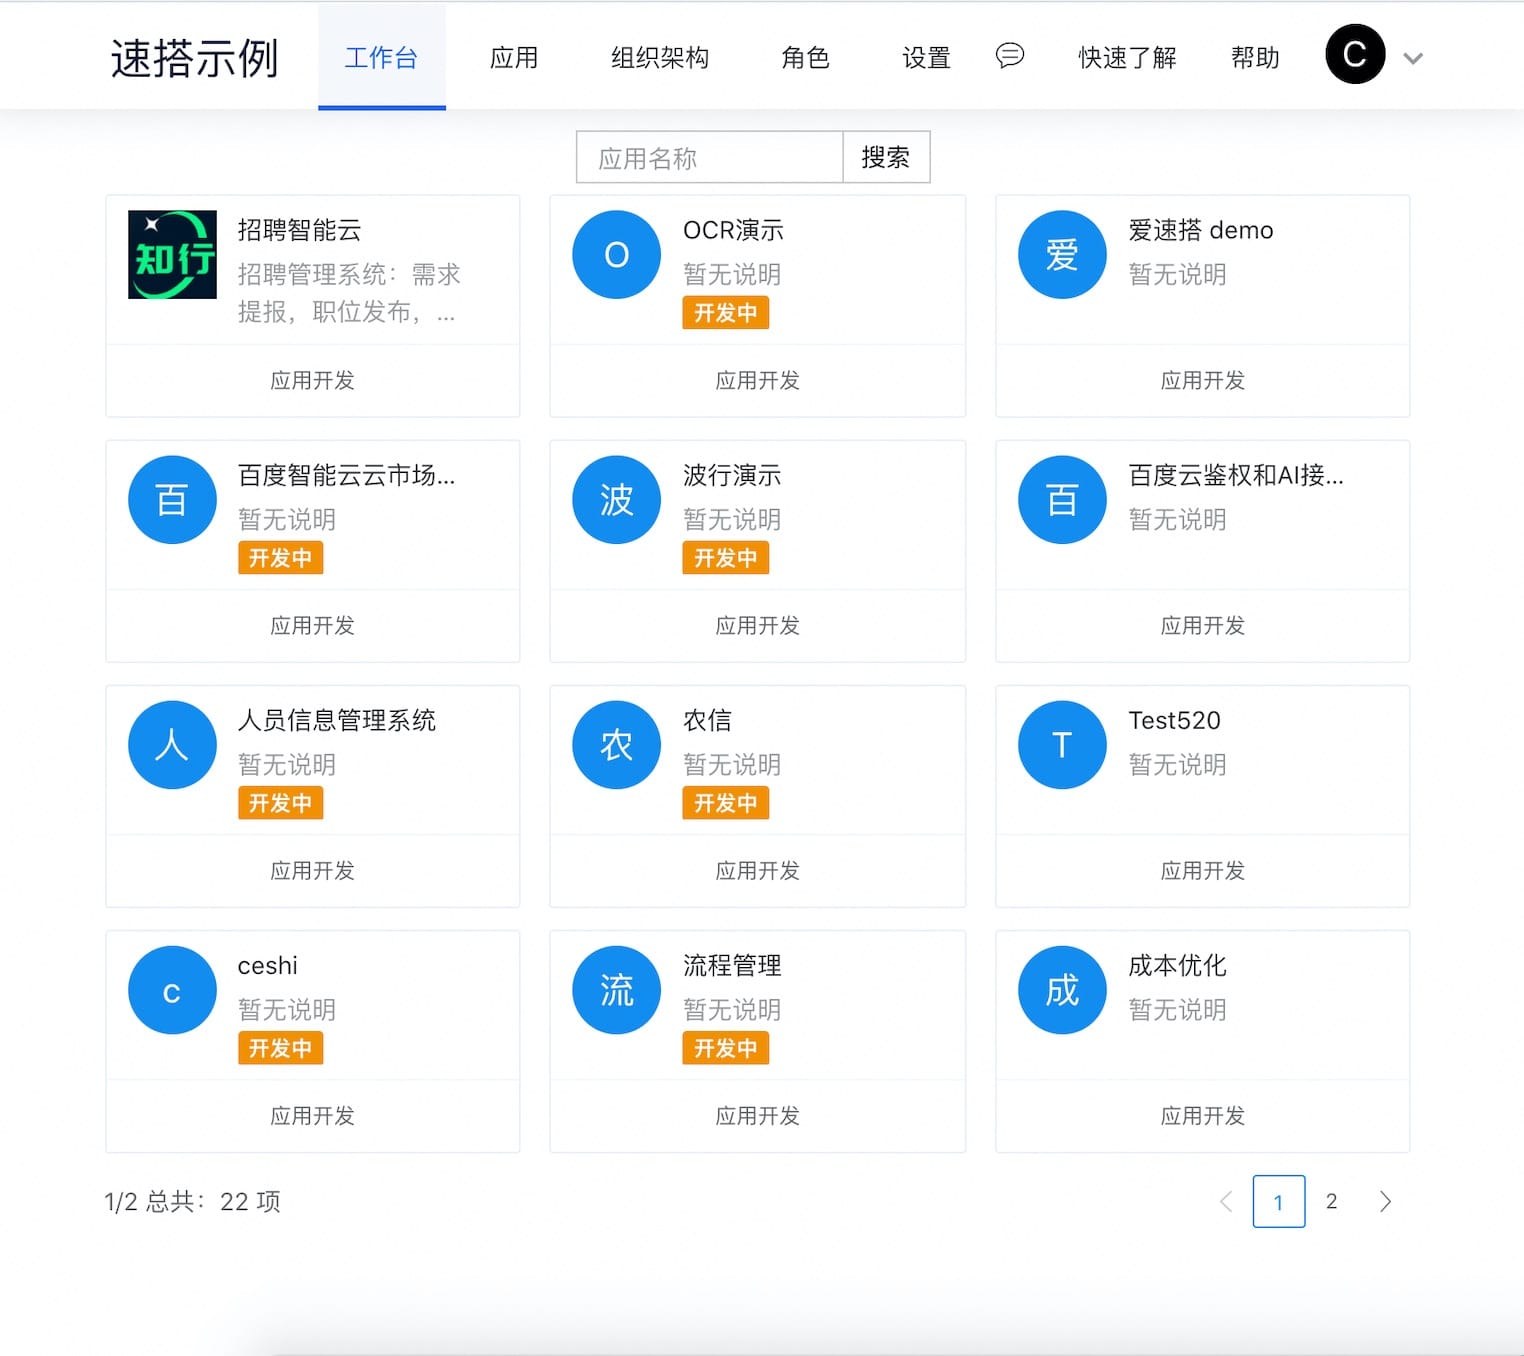 速搭示例 工作台 应用 组织架构 角色 设置 快速了解 帮助 C
应用名称 搜索
知行
招聘智能云
招聘管理系统：需求
提报，职位发布，...
应用开发
O
OCR演示
暂无说明
开发中
应用开发
爱
爱速搭 demo
暂无说明
应用开发
百
百度智能云云市场...
暂无说明
开发中
应用开发
波
波行演示
暂无说明
开发中
应用开发
百
百度云鉴权和AI接...
暂无说明
应用开发
人
人员信息管理系统
暂无说明
开发中
应用开发
农
农信
暂无说明
开发中
应用开发
T
Test520
暂无说明
应用开发
c
ceshi
暂无说明
开发中
应用开发
流
流程管理
暂无说明
开发中
应用开发
成
成本优化
暂无说明
应用开发
1/2 总共：22 项
1 2